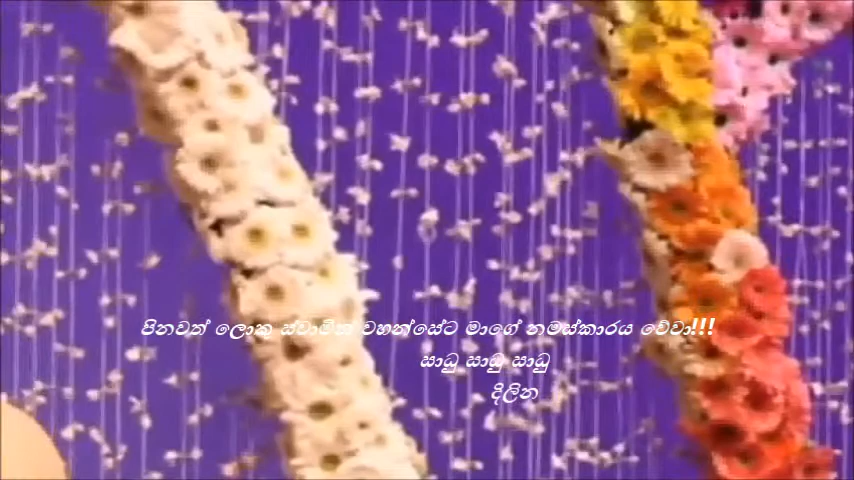 පිනවත් ලොකු ස්වාමින් වහන්සේට මාගේ නමස්කාරය වේවා!!!
සාධු සාධු සාධු
දිලින